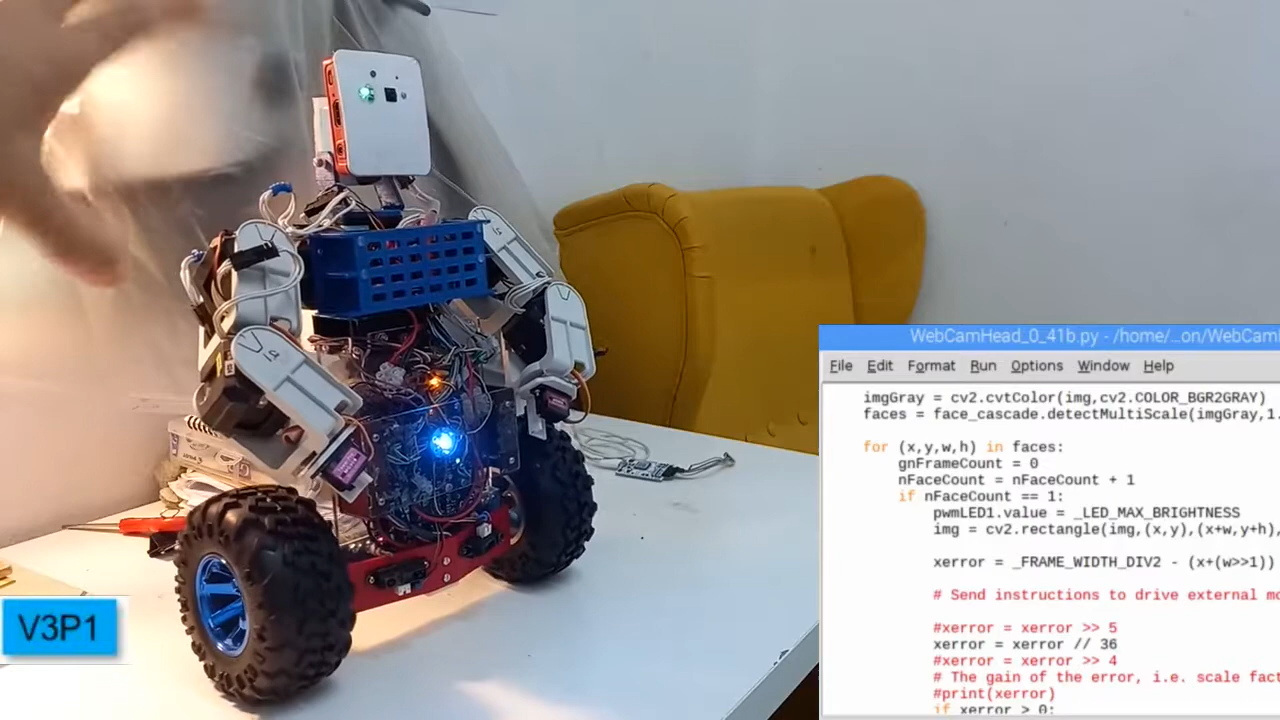 V3P1
WebCamHead_0_41b.py - /home/_...on/WebCam
File Edit Format Run Options Window Help
imgGray = cv2.cvtColor(img,cv2.COLOR_BGR2GRAY)
faces = face_cascade.detectMultiScale(imgGray,1.
for (x,y,w,h) in faces:
gnFrameCount = 0
nFaceCount = nFaceCount + 1
if nFaceCount == 1:
pwmLED1.value = _LED_MAX_BRIGHTNESS
img = cv2.rectangle(img,(x,y),(x+w,y+h),
xerror = _FRAME_WIDTH_DIV2 - (x+(w>>1))
# Send instructions to drive external mo
#xerror = xerror >> 5
xerror = xerror // 36
#xerror = xerror >> 4
# The gain of the error, i.e. scale fact
#print(xerror)
if xerror > 0: